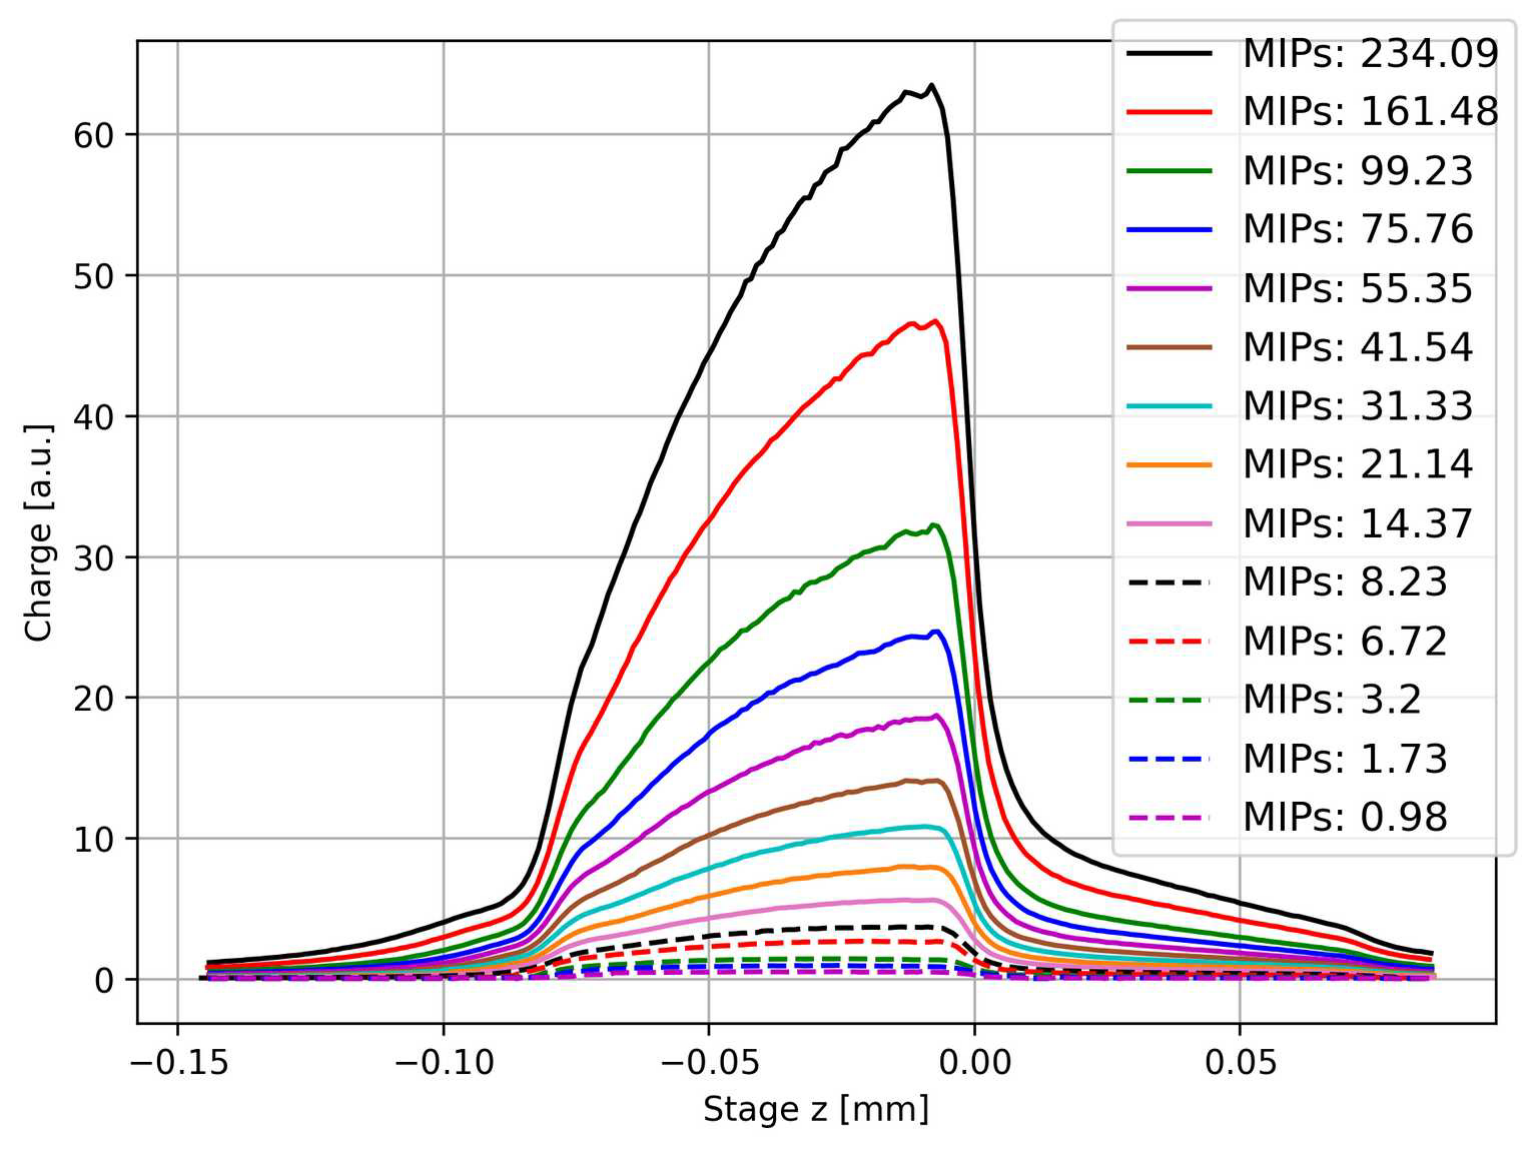 MIPs: 234.09
MIPs: 161.48
MIPs: 99.23
MIPs: 75.76
MIPs: 55.35
MIPs: 41.54
MIPs: 31.33
MIPs: 21.14
MIPs: 14.37
MIPs: 8.23
MIPs: 6.72
MIPs: 3.2
MIPs: 1.73
MIPs: 0.98
60
50
40
30
20
10
0
Charge [a.u.]
−0.15 −0.10 −0.05 0.00 0.05
Stage z [mm]